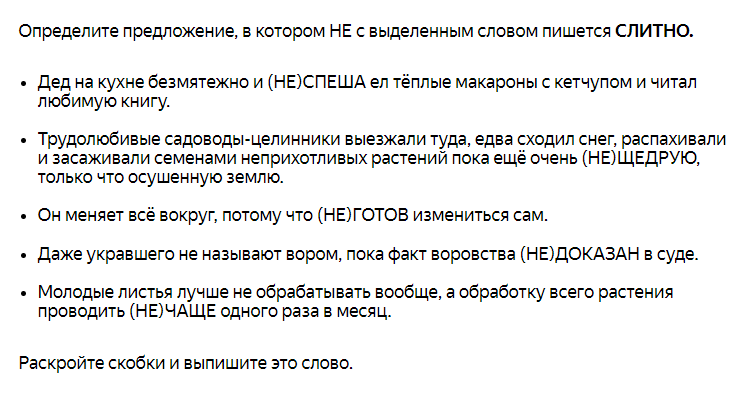 Определите предложение, в котором НЕ с выделенным словом пишется СЛИТНО.
• Дед на кухне безмятежно и (НЕ)СПЕША ел тёплые макароны с кетчупом и читал
любимую книгу.
• Трудолюбивые садоводы-целинники выезжали туда, едва сходил снег, распахивали
и засаживали семенами неприхотливых растений пока ещё очень (НЕ)ЩЕДРУЮ,
только что осушенную землю.
• Он меняет всё вокруг, потому что (НЕ)ГОТОВ измениться сам.
• Даже укравшего не называют вором, пока факт воровства (НЕ)ДОКАЗАН в суде.
• Молодые листья лучше не обрабатывать вообще, а обработку всего растения
проводить (НЕ)ЧАЩЕ одного раза в месяц.
Раскройте скобки и выпишите это слово.